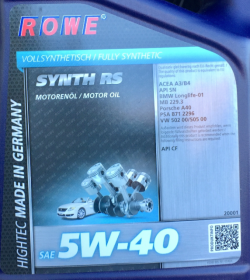 ROWE
VOLLSYNTHETISCH / FULLY SYNTHETIC
SYNTH RS
MOTORENÖL / MOTOR OIL
HIGHTEC MADE IN GERMANY
ACEA A3/B4
API SN
BMW Longlife-01
MB 229.5
Porsche A40
PSA B71 2296
VW 502 00/505 00
API CF
SAE 5W-40
20001